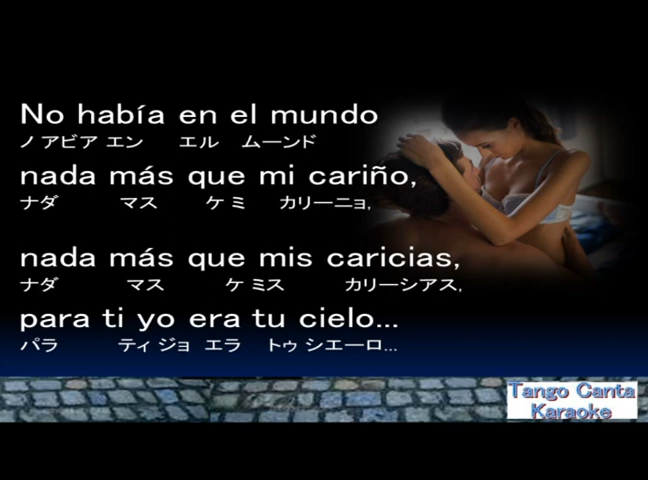 No había en el mundo
ノ アビア エン エル ムーンド
nada más que mi cariño,
ナダ マス ケ ミ カリーニョ,
nada más que mis caricias,
ナダ マス ケ ミス カリーシアス,
para ti yo era tu cielo...
パラ ティ ジョ エラ トゥ シエーロ...
Tango Canta
Karaoke